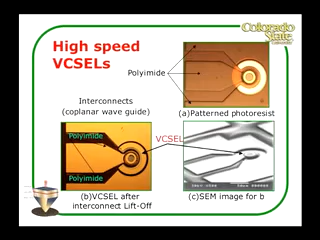 Colorado
State
University
High speed
VCSELs
Polyimide
Interconnects
(coplanar wave guide)
(a)Patterned photoresist
Polyimide
VCSEL
Polyimide
(b)VCSEL after
interconnect Lift-Off
(c)SEM image for b